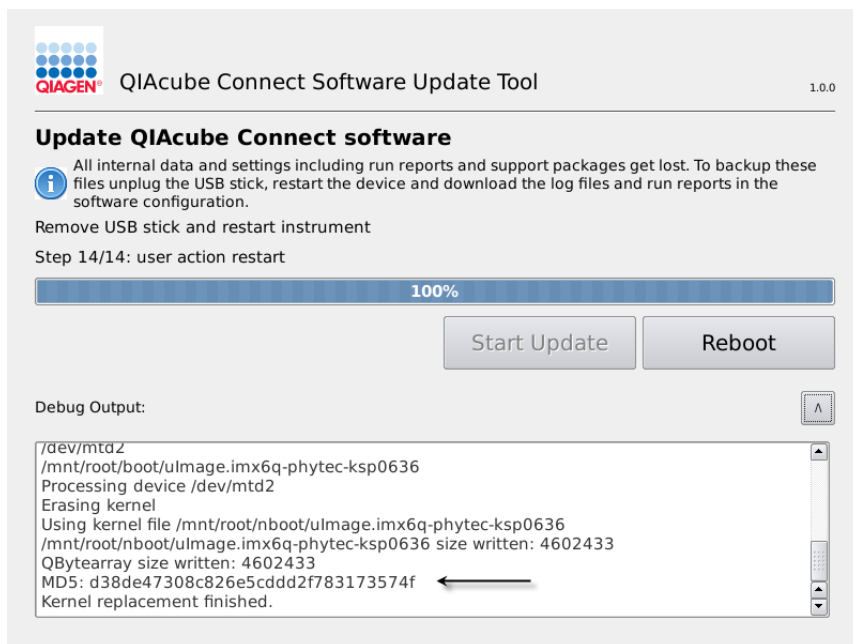 QIAGEN®
QIAcube Connect Software Update Tool
1.0.0
Update QIAcube Connect software
All internal data and settings including run reports and support packages get lost. To backup these
files unplug the USB stick, restart the device and download the log files and run reports in the
software configuration.
Remove USB stick and restart instrument
Step 14/14: user action restart
100%
Start Update
Reboot
Debug Output:
/dev/mtd2
/mnt/root/boot/uImage.imx6q-phytec-ksp0636
Processing device /dev/mtd2
Erasing kernel
Using kernel file /mnt/root/nboot/uImage.imx6q-phytec-ksp0636
/mnt/root/nboot/uImage.imx6q-phytec-ksp0636 size written: 4602433
QBytearray size written: 4602433
MD5: d38de47308c826e5cddd2f783173574f
Kernel replacement finished.